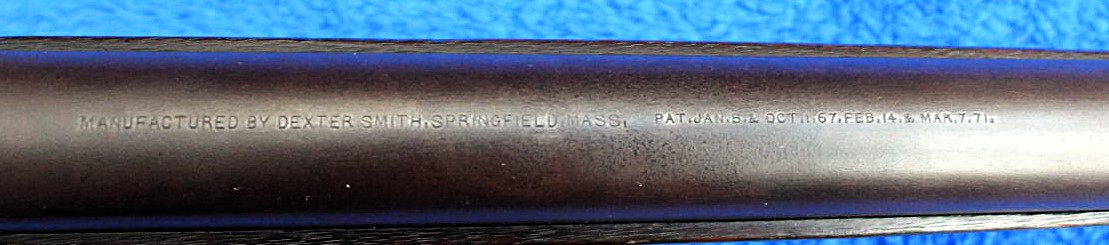 MANUFACTURED BY DEXTER SMITH, SPRINGFIELD, MASS, PAT. JAN. 8. & OCT. 1. 67. FEB. 14. & MAR. 7. 71.